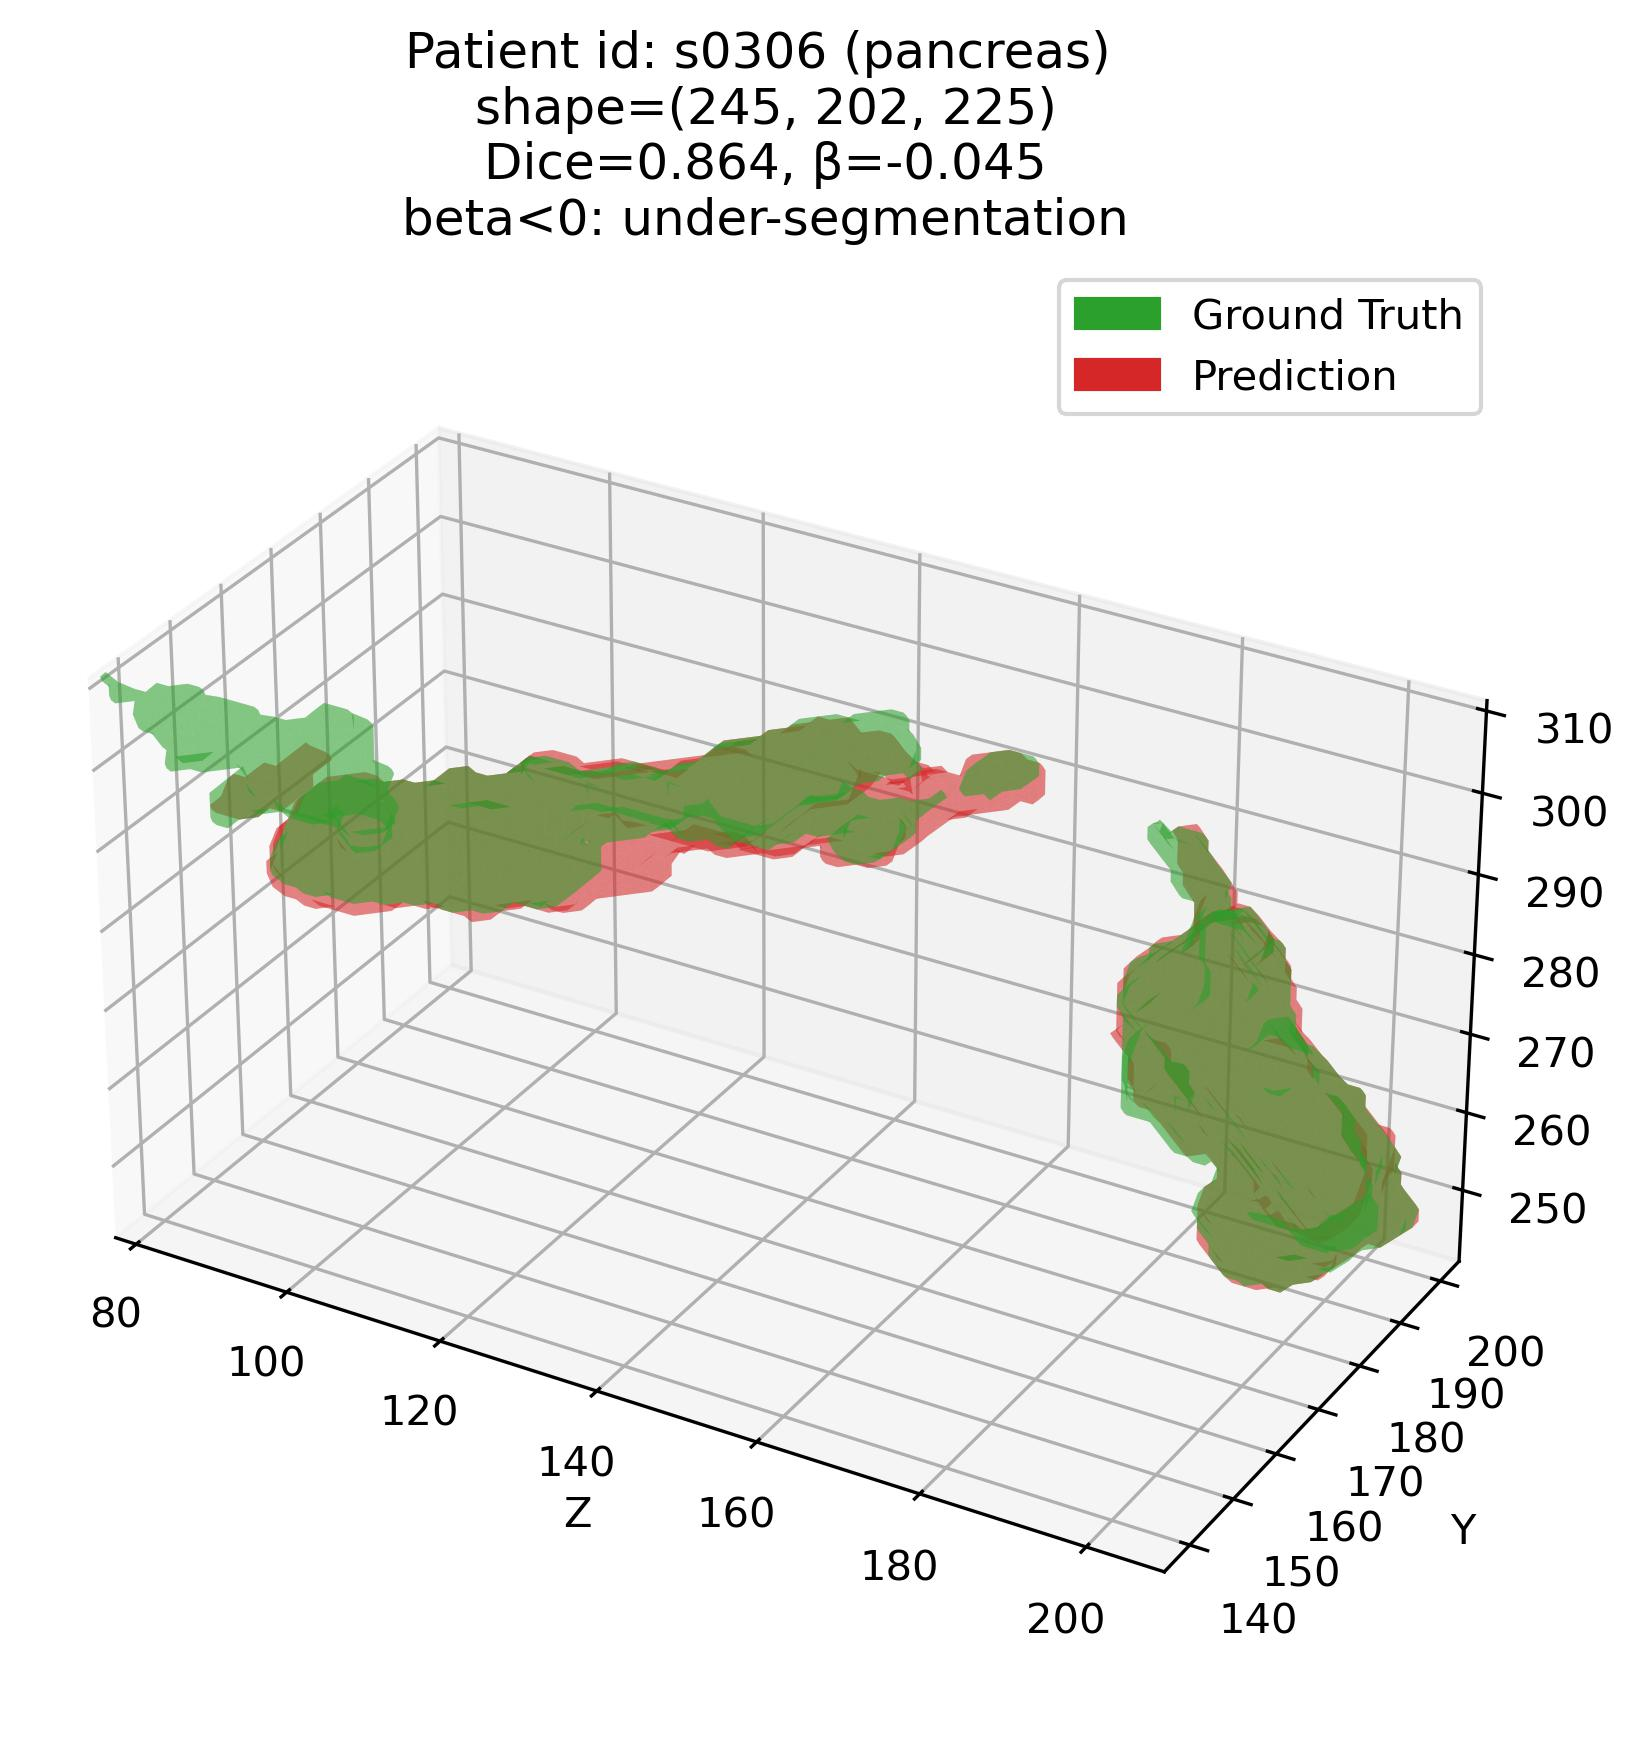 Patient id: s0306 (pancreas)
shape=(245, 202, 225)
Dice=0.864, β=-0.045
beta<0: under-segmentation
Ground Truth
Prediction
310
300
290
280
270
260
250
80
100
120
140
160
180
200
Z
140
150
160
170
180
190
200
Y